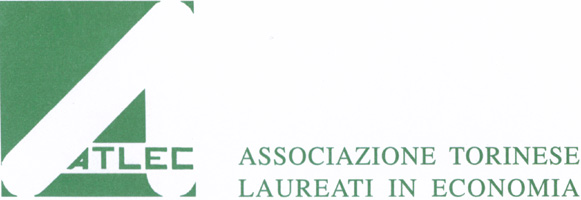 ATLEC
ASSOCIAZIONE TORINESE
LAUREATI IN ECONOMIA